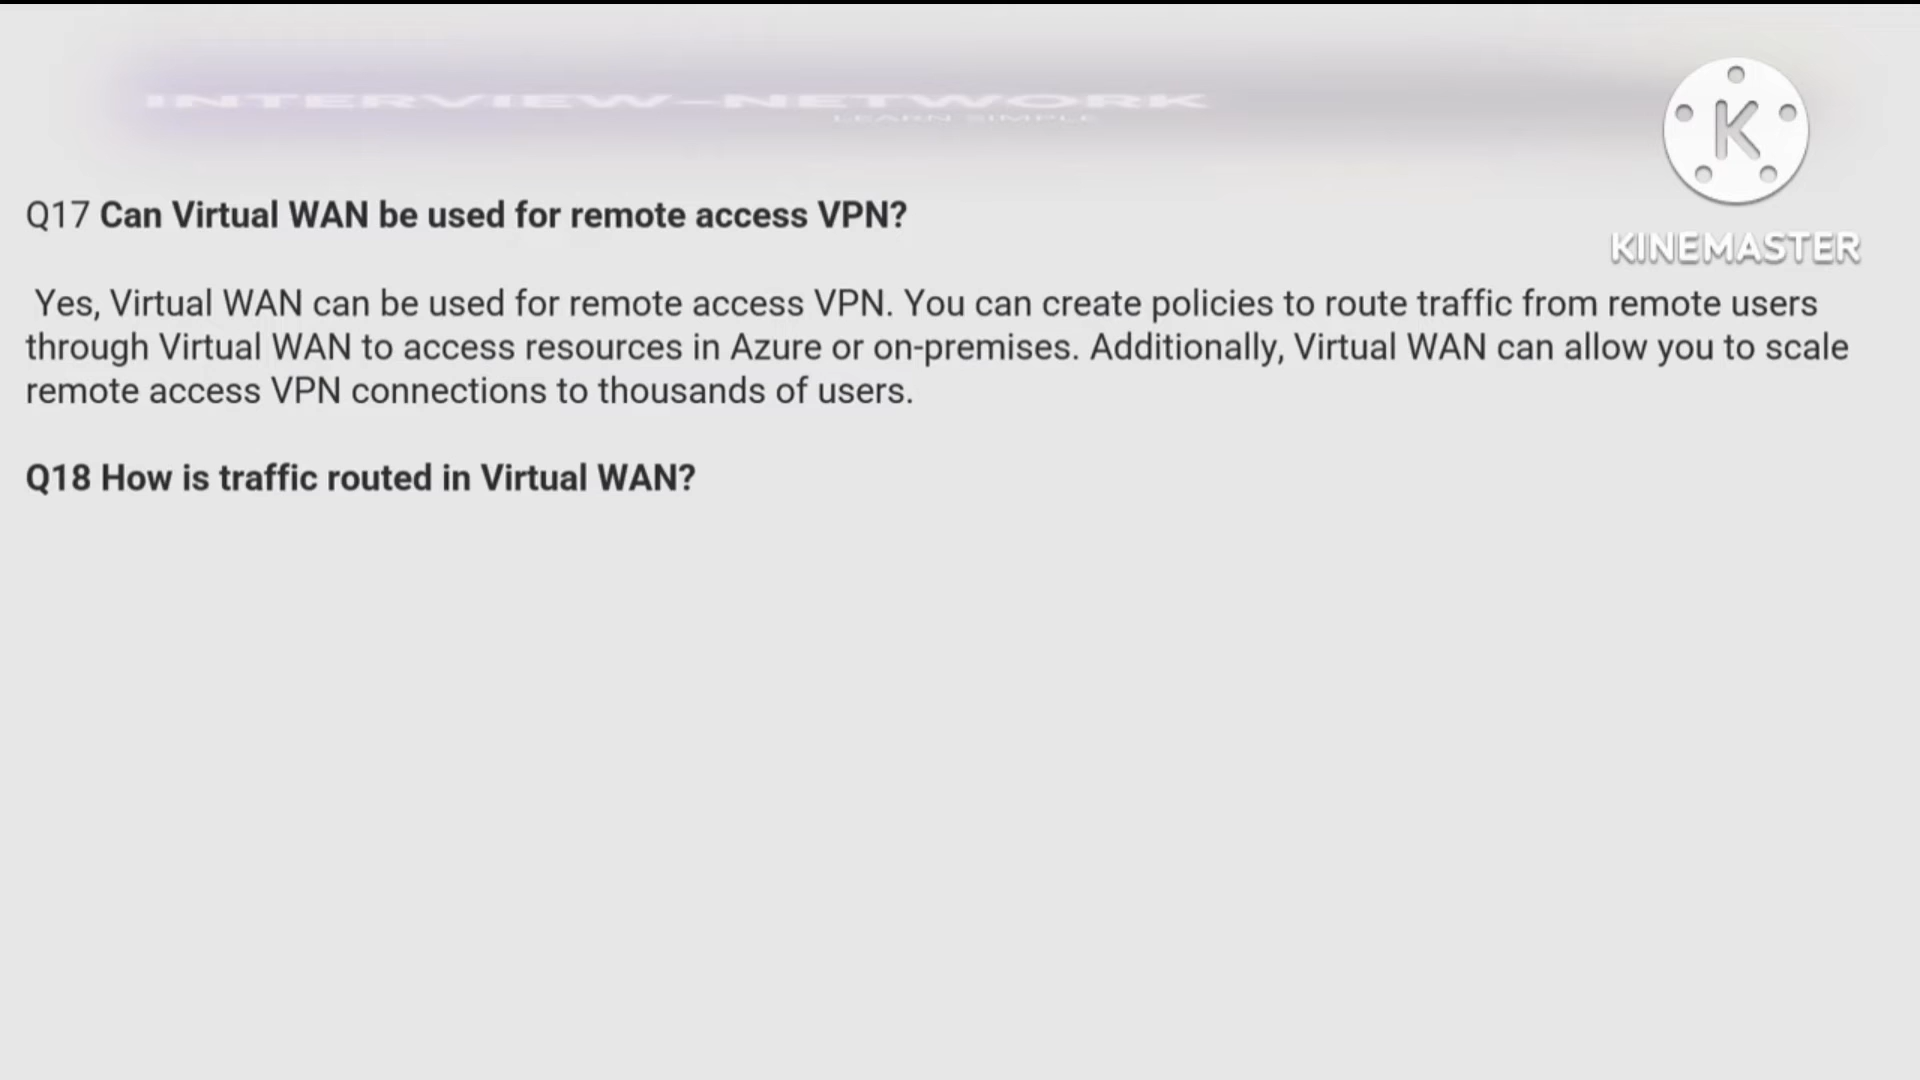 INTERVIEW-NETWORK
LEARN SIMPLE
K
KINEMASTER
Q17 Can Virtual WAN be used for remote access VPN?
Yes, Virtual WAN can be used for remote access VPN. You can create policies to route traffic from remote users
through Virtual WAN to access resources in Azure or on-premises. Additionally, Virtual WAN can allow you to scale
remote access VPN connections to thousands of users.
Q18 How is traffic routed in Virtual WAN?